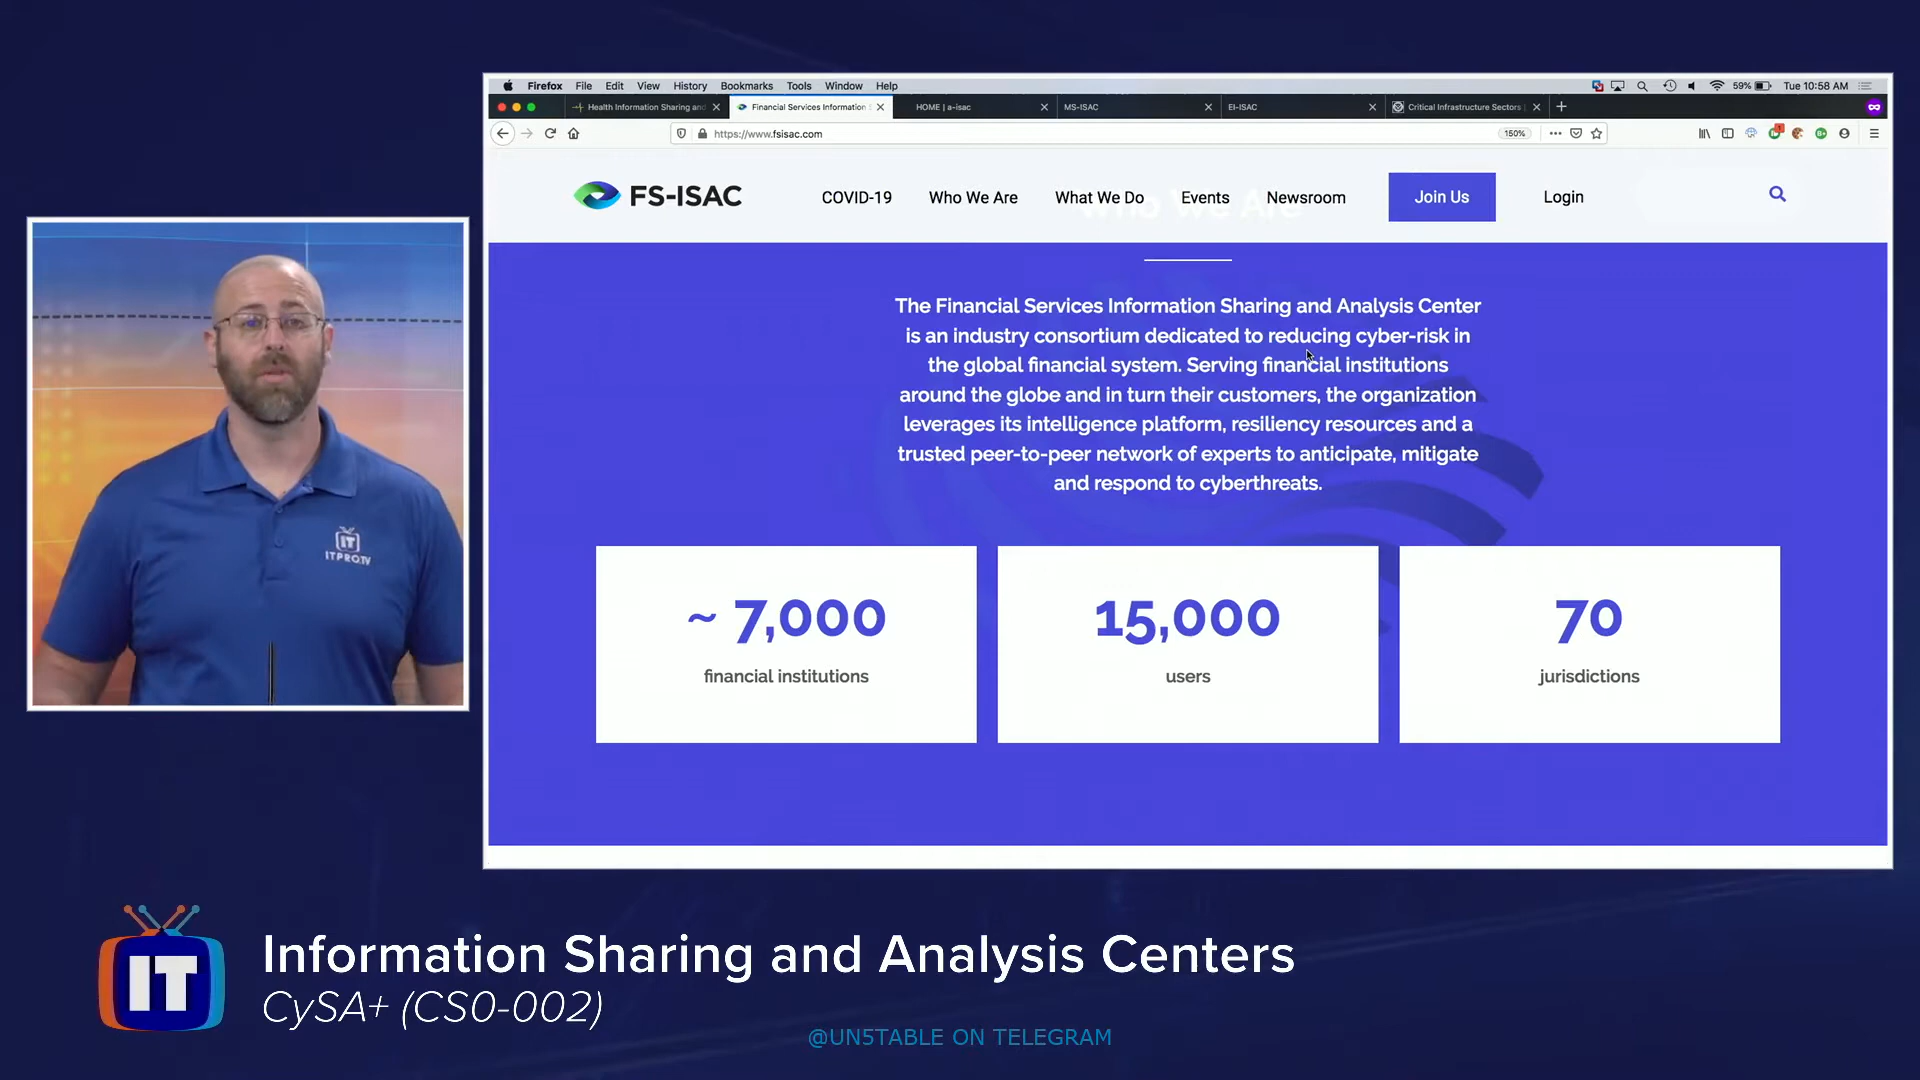 Firefox File Edit View History Bookmarks Tools Window Help
59% Tue 10:58 AM
Health Information Sharing and
Financial Services Information S
HOME | a-isac
MS-ISAC
EI-ISAC
Critical Infrastructure Sectors |
https://www.fsisac.com
150%
FS-ISAC
COVID-19 Who We Are What We Do Events Newsroom Join Us Login
Who We Are
The Financial Services Information Sharing and Analysis Center
is an industry consortium dedicated to reducing cyber-risk in
the global financial system. Serving financial institutions
around the globe and in turn their customers, the organization
leverages its intelligence platform, resiliency resources and a
trusted peer-to-peer network of experts to anticipate, mitigate
and respond to cyberthreats.
~ 7,000
financial institutions
15,000
users
70
jurisdictions
IT
ITPRO.TV
IT
Information Sharing and Analysis Centers
CySA+ (CS0-002)
@UN5TABLE ON TELEGRAM